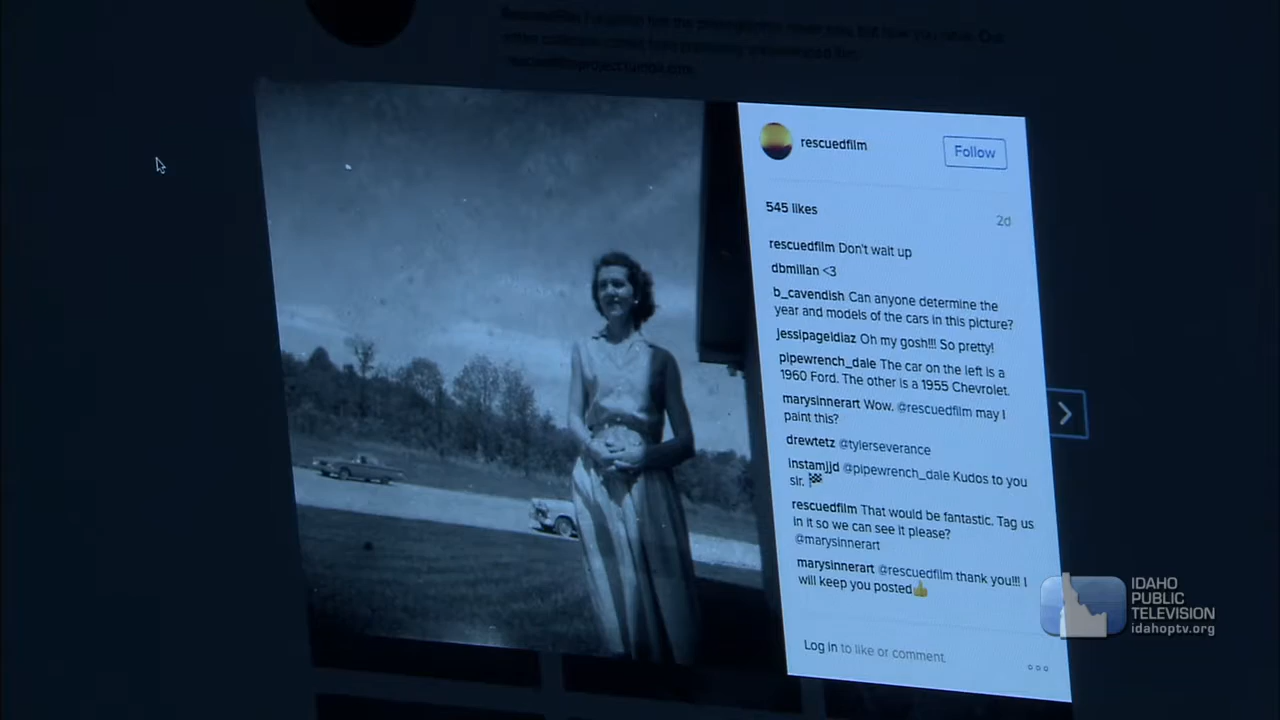 rescuedfilm
Follow
545 likes
2d
rescuedfilm Don't wait up
dbmillan <3
b_cavendish Can anyone determine the
year and models of the cars in this picture?
jessipageldiaz Oh my gosh!!! So pretty!
pipewrench_dale The car on the left is a
1960 Ford. The other is a 1955 Chevrolet.
marysinnerart Wow. @rescuedfilm may I
paint this?
drewtetz @tylerseverance
instamjjd @pipewrench_dale Kudos to you
sir. 🏁
rescuedfilm That would be fantastic. Tag us
in it so we can see it please?
@marysinnerart
marysinnerart @rescuedfilm thank you!!! I
will keep you posted👍
Log in to like or comment.
IDAHO
PUBLIC
TELEVISION
idahoptv.org